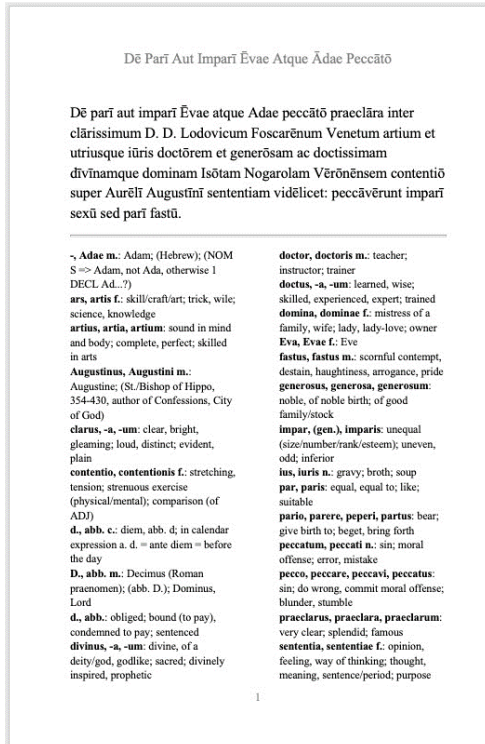 Dē Parī Aut Imparī Ēvae Atque Ādae Peccātō
Dē parī aut imparī Ēvae atque Adae peccātō praeclāra inter
clārissimum D. D. Lodovicum Foscarēnum Venetum artium et
utriusque iūris doctōrem et generōsam ac doctissimam
dīvīnamque dominam Isōtam Nogarolam Vērōnēnsem contentiō
super Aurēlī Augustīnī sententiam vidēlicet: peccāvērunt imparī
sexū sed parī fastū.
-, Adae m.: Adam; (Hebrew); (NOM
S => Adam, not Ada, otherwise 1
DECL Ad...?)
ars, artis f.: skill/craft/art; trick, wile;
science, knowledge
artius, artia, artium: sound in mind
and body; complete, perfect; skilled
in arts
Augustinus, Augustini m.:
Augustine; (St./Bishop of Hippo,
354-430, author of Confessions, City
of God)
clarus, -a, -um: clear, bright,
gleaming; loud, distinct; evident,
plain
contentio, contentionis f.: stretching,
tension; strenuous exercise
(physical/mental); comparison (of
ADJ)
d., abb. c.: diem, abb. d; in calendar
expression a. d. = ante diem = before
the day
D., abb. m.: Decimus (Roman
praenomen); (abb. D.); Dominus,
Lord
d., abb.: obliged; bound (to pay),
condemned to pay; sentenced
divinus, -a, -um: divine, of a
deity/god, godlike; sacred; divinely
inspired, prophetic
doctor, doctoris m.: teacher;
instructor; trainer
doctus, -a, -um: learned, wise;
skilled, experienced, expert; trained
domina, dominae f.: mistress of a
family, wife; lady, lady-love; owner
Eva, Evae f.: Eve
fastus, fastus m.: scornful contempt,
destain, haughtiness, arrogance, pride
generosus, generosa, generosum:
noble, of noble birth; of good
family/stock
impar, (gen.), imparis: unequal
(size/number/rank/esteem); uneven,
odd; inferior
ius, iuris n.: gravy; broth; soup
par, paris: equal, equal to; like;
suitable
pario, parere, peperi, partus: bear;
give birth to; beget, bring forth
peccatum, peccati n.: sin; moral
offense; error, mistake
pecco, peccare, peccavi, peccatus:
sin; do wrong, commit moral offense;
blunder, stumble
praeclarus, praeclara, praeclarum:
very clear; splendid; famous
sententia, sententiae f.: opinion,
feeling, way of thinking; thought,
meaning, sentence/period; purpose
1